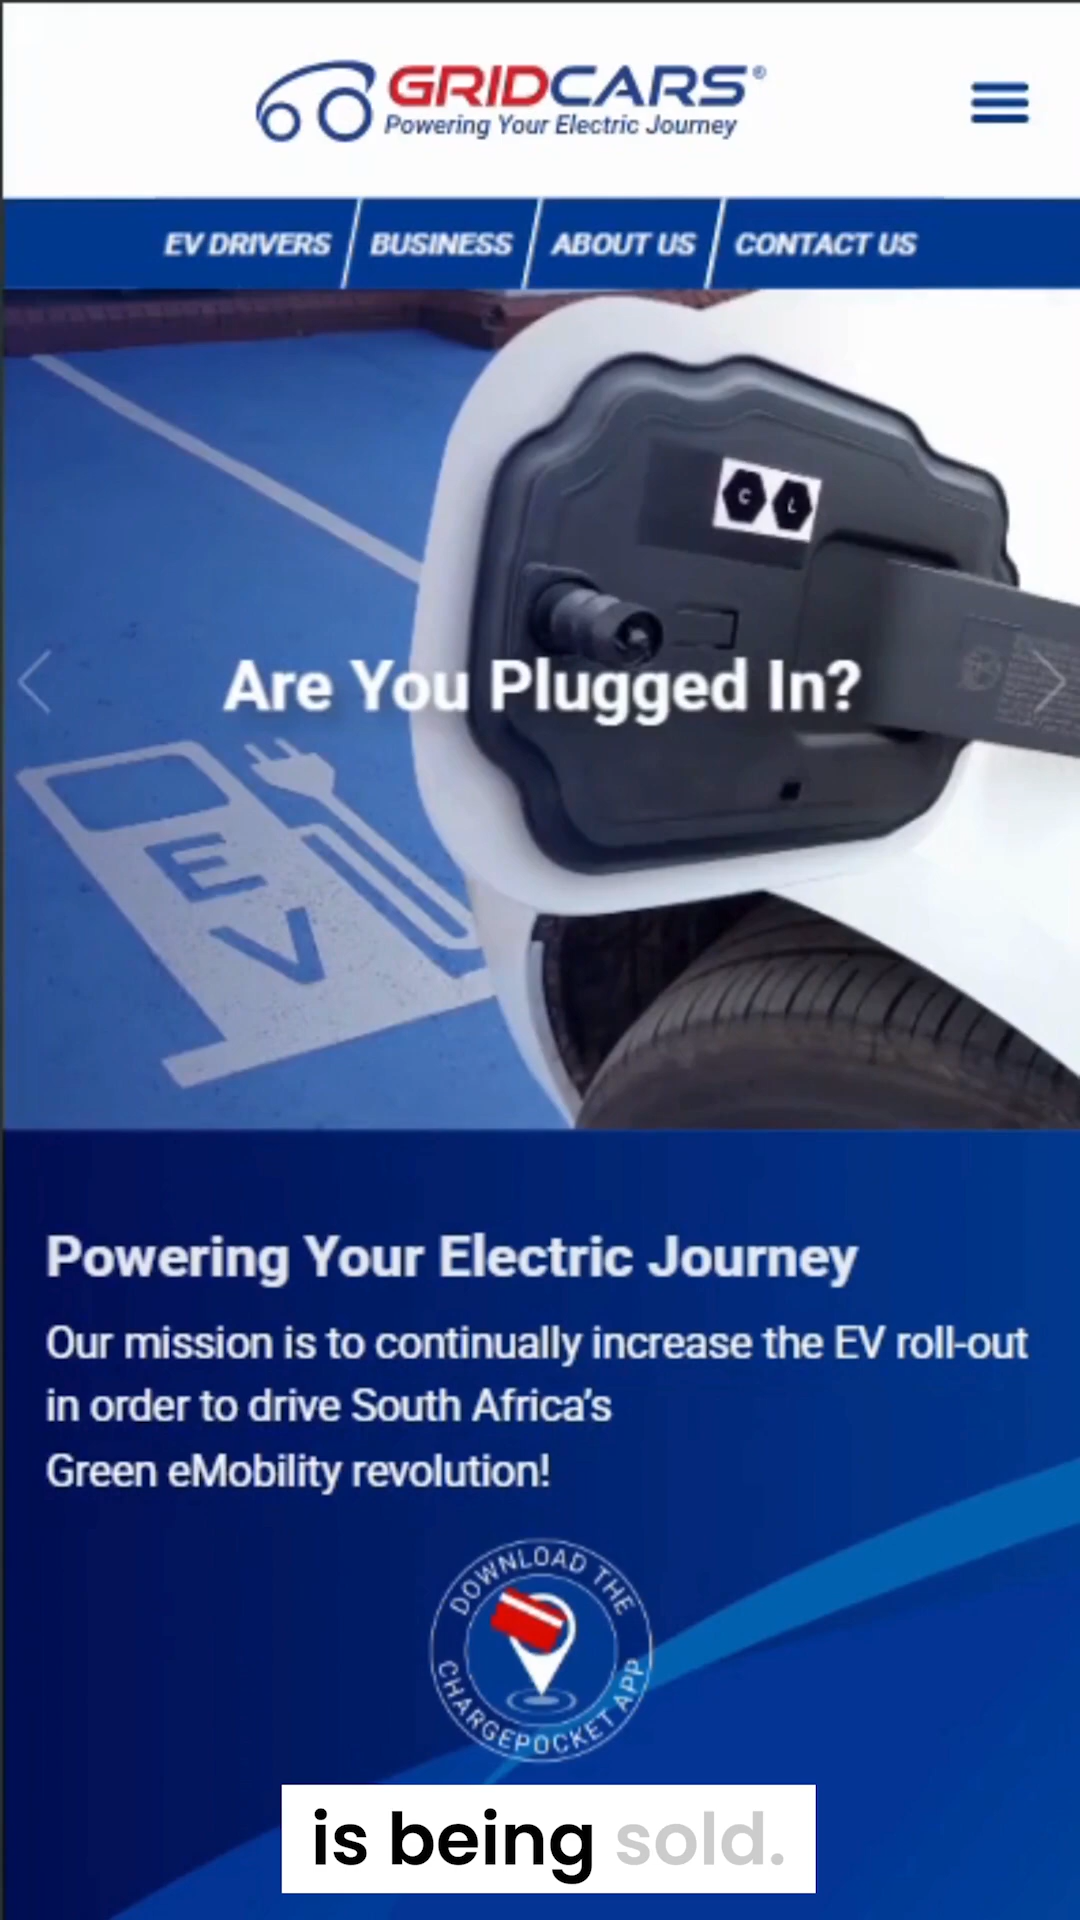 GRIDCARS®
Powering Your Electric Journey
EV DRIVERS
BUSINESS
ABOUT US
CONTACT US
C L
Are You Plugged In?
EV
Powering Your Electric Journey
Our mission is to continually increase the EV roll-out
in order to drive South Africa's
Green eMobility revolution!
DOWNLOAD THE
CHARGEPOCKET APP
is being sold.